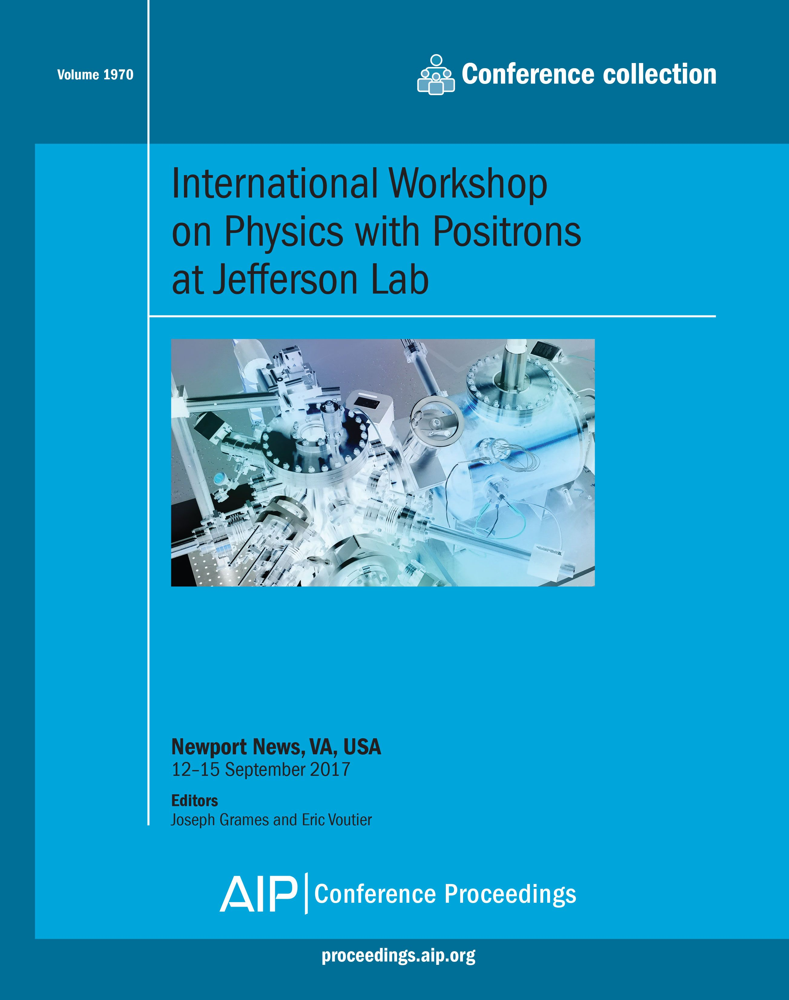 Volume 1970
Conference collection
International Workshop
on Physics with Positrons
at Jefferson Lab
Newport News, VA, USA
12–15 September 2017
Editors
Joseph Grames and Eric Voutier
AIP Conference Proceedings
proceedings.aip.org